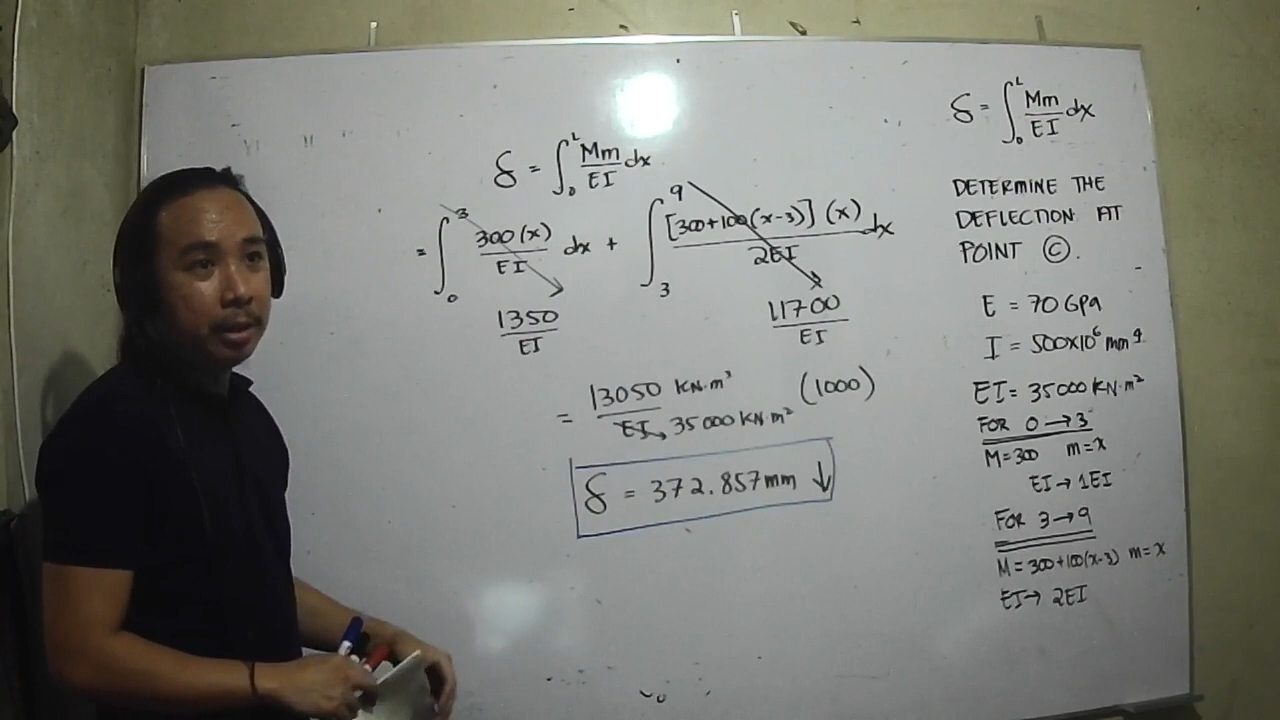 δ = ∫₀ᴸ Mm/EI dx
= ∫₀³ 300(x)/EI dx + ∫₃⁹ [300+100(x-3)](x)/2EI dx
1350/EI
11700/EI
= 13050 KN·m³/EI 35000 KN·m² (1000)
δ = 372.857mm ↓
δ = ∫₀ᴸ Mm/EI dx
DETERMINE THE
DEFLECTION AT
POINT Ⓒ.
E = 70 GPa
I = 500x10⁶ mm⁴
EI = 35000 KN·m²
FOR 0→3
M=300 m=x
EI→1EI
FOR 3→9
M=300+100(x-3) m=x
EI→ 2EI